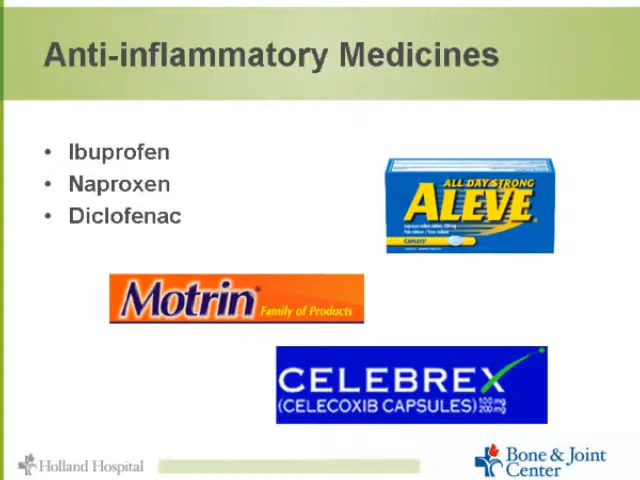 Anti-inflammatory Medicines
• Ibuprofen
• Naproxen
• Diclofenac
ALL DAY STRONG
ALEVE
CAPLETS
Motrin® Family of Products
CELEBREX
(CELECOXIB CAPSULES) 100 mg
200 mg
Holland Hospital
Bone & Joint
Center